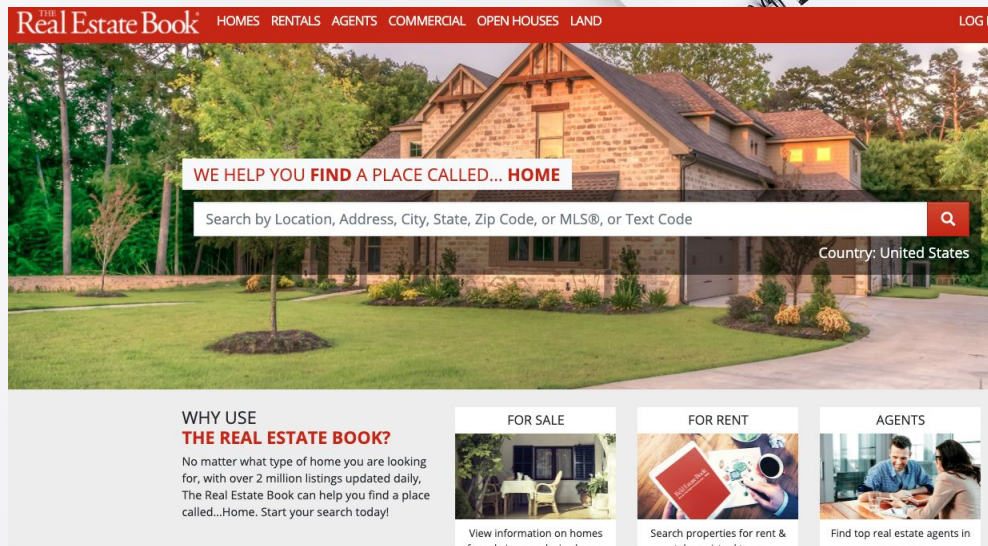 THE
Real Estate Book
HOMES RENTALS AGENTS COMMERCIAL OPEN HOUSES LAND LOG
WE HELP YOU FIND A PLACE CALLED... HOME
Search by Location, Address, City, State, Zip Code, or MLS®, or Text Code
Country: United States
WHY USE
THE REAL ESTATE BOOK?
No matter what type of home you are looking
for, with over 2 million listings updated daily,
The Real Estate Book can help you find a place
called...Home. Start your search today!
FOR SALE
View information on homes
FOR RENT
Real Estate Book
Search properties for rent &
AGENTS
Find top real estate agents in